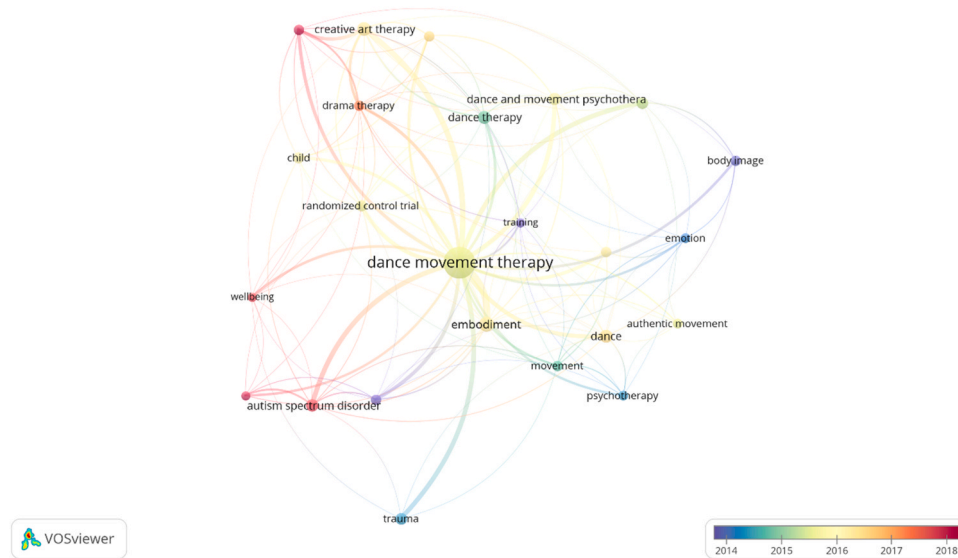 creative art therapy
dance and movement psychothera
drama therapy
dance therapy
child
body image
randomized control trial
training
emotion
dance movement therapy
wellbeing
embodiment
authentic movement
dance
movement
autism spectrum disorder
psychotherapy
trauma
VOSviewer
2014 2015 2016 2017 2018